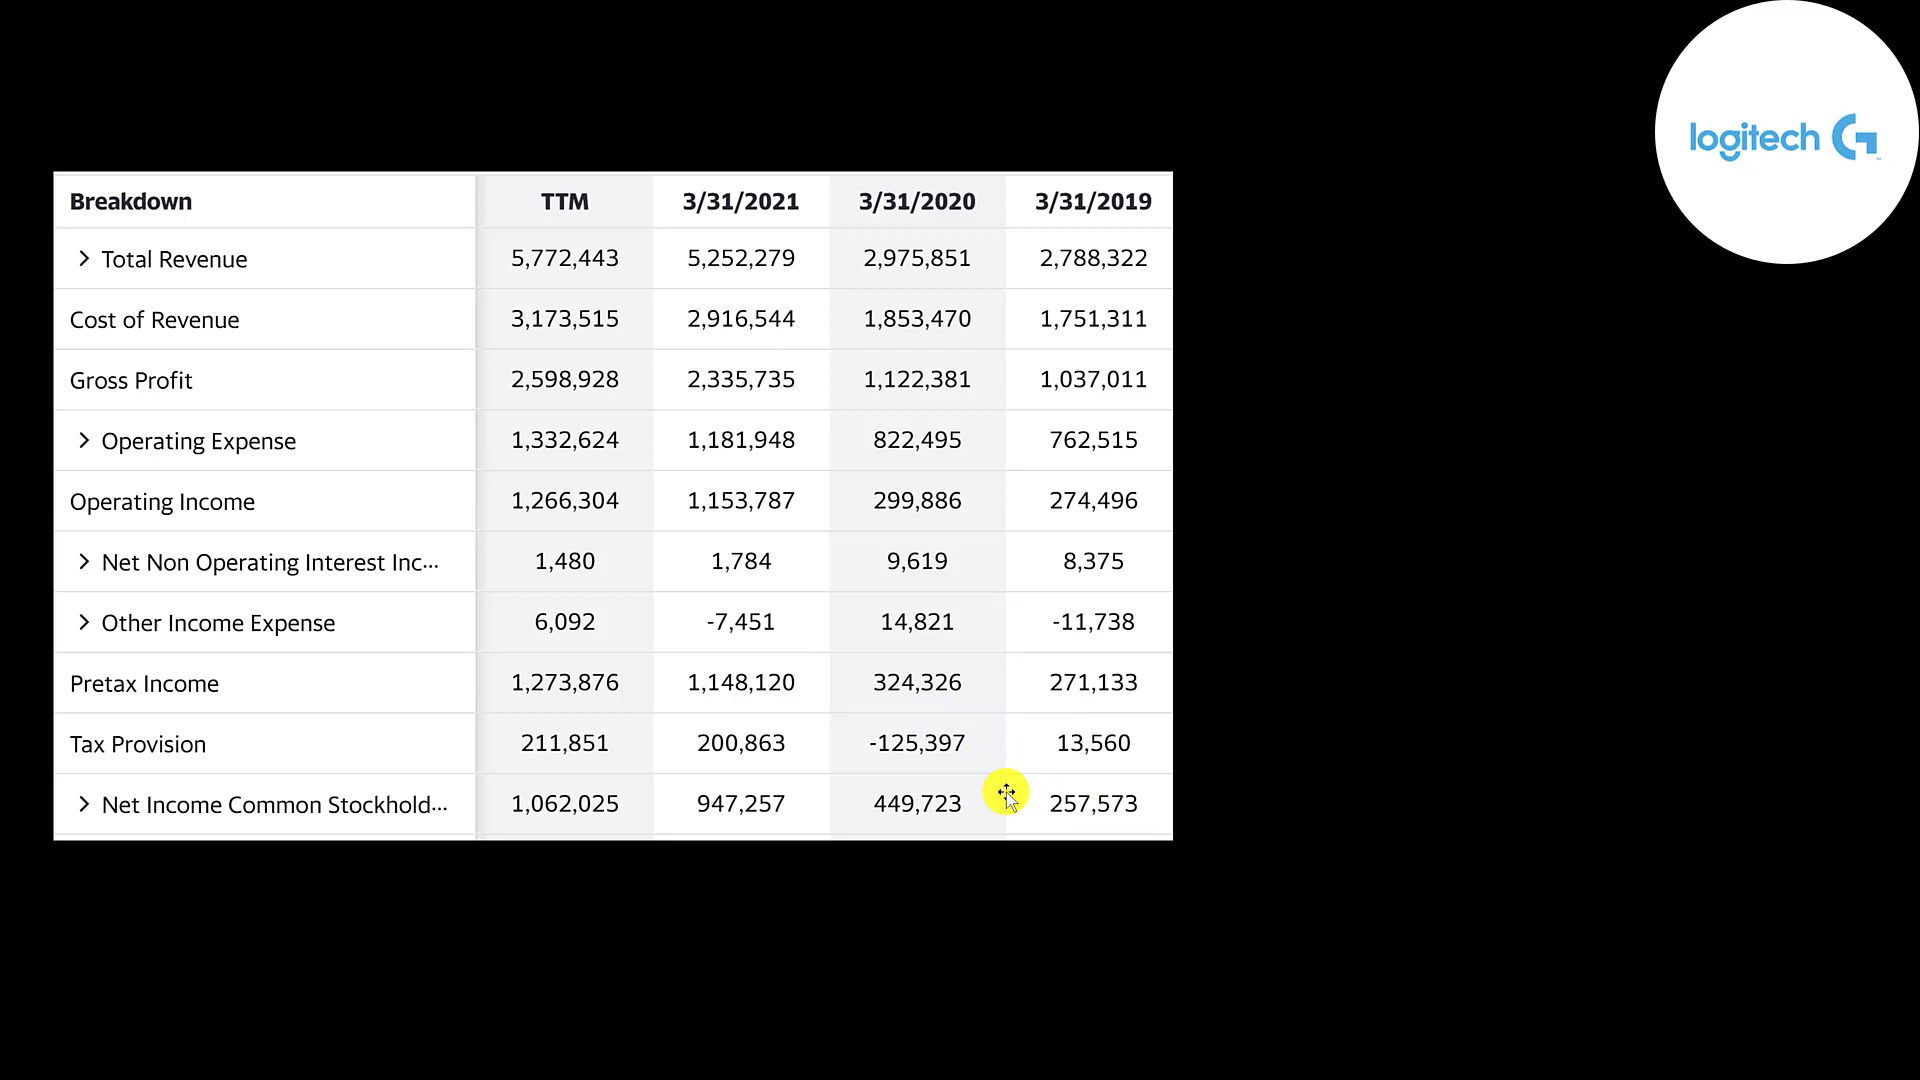 logitech G
Breakdown TTM 3/31/2021 3/31/2020 3/31/2019
Total Revenue 5,772,443 5,252,279 2,975,851 2,788,322
Cost of Revenue 3,173,515 2,916,544 1,853,470 1,751,311
Gross Profit 2,598,928 2,335,735 1,122,381 1,037,011
Operating Expense 1,332,624 1,181,948 822,495 762,515
Operating Income 1,266,304 1,153,787 299,886 274,496
Net Non Operating Interest Inc... 1,480 1,784 9,619 8,375
Other Income Expense 6,092 -7,451 14,821 -11,738
Pretax Income 1,273,876 1,148,120 324,326 271,133
Tax Provision 211,851 200,863 -125,397 13,560
Net Income Common Stockhold... 1,062,025 947,257 449,723 257,573